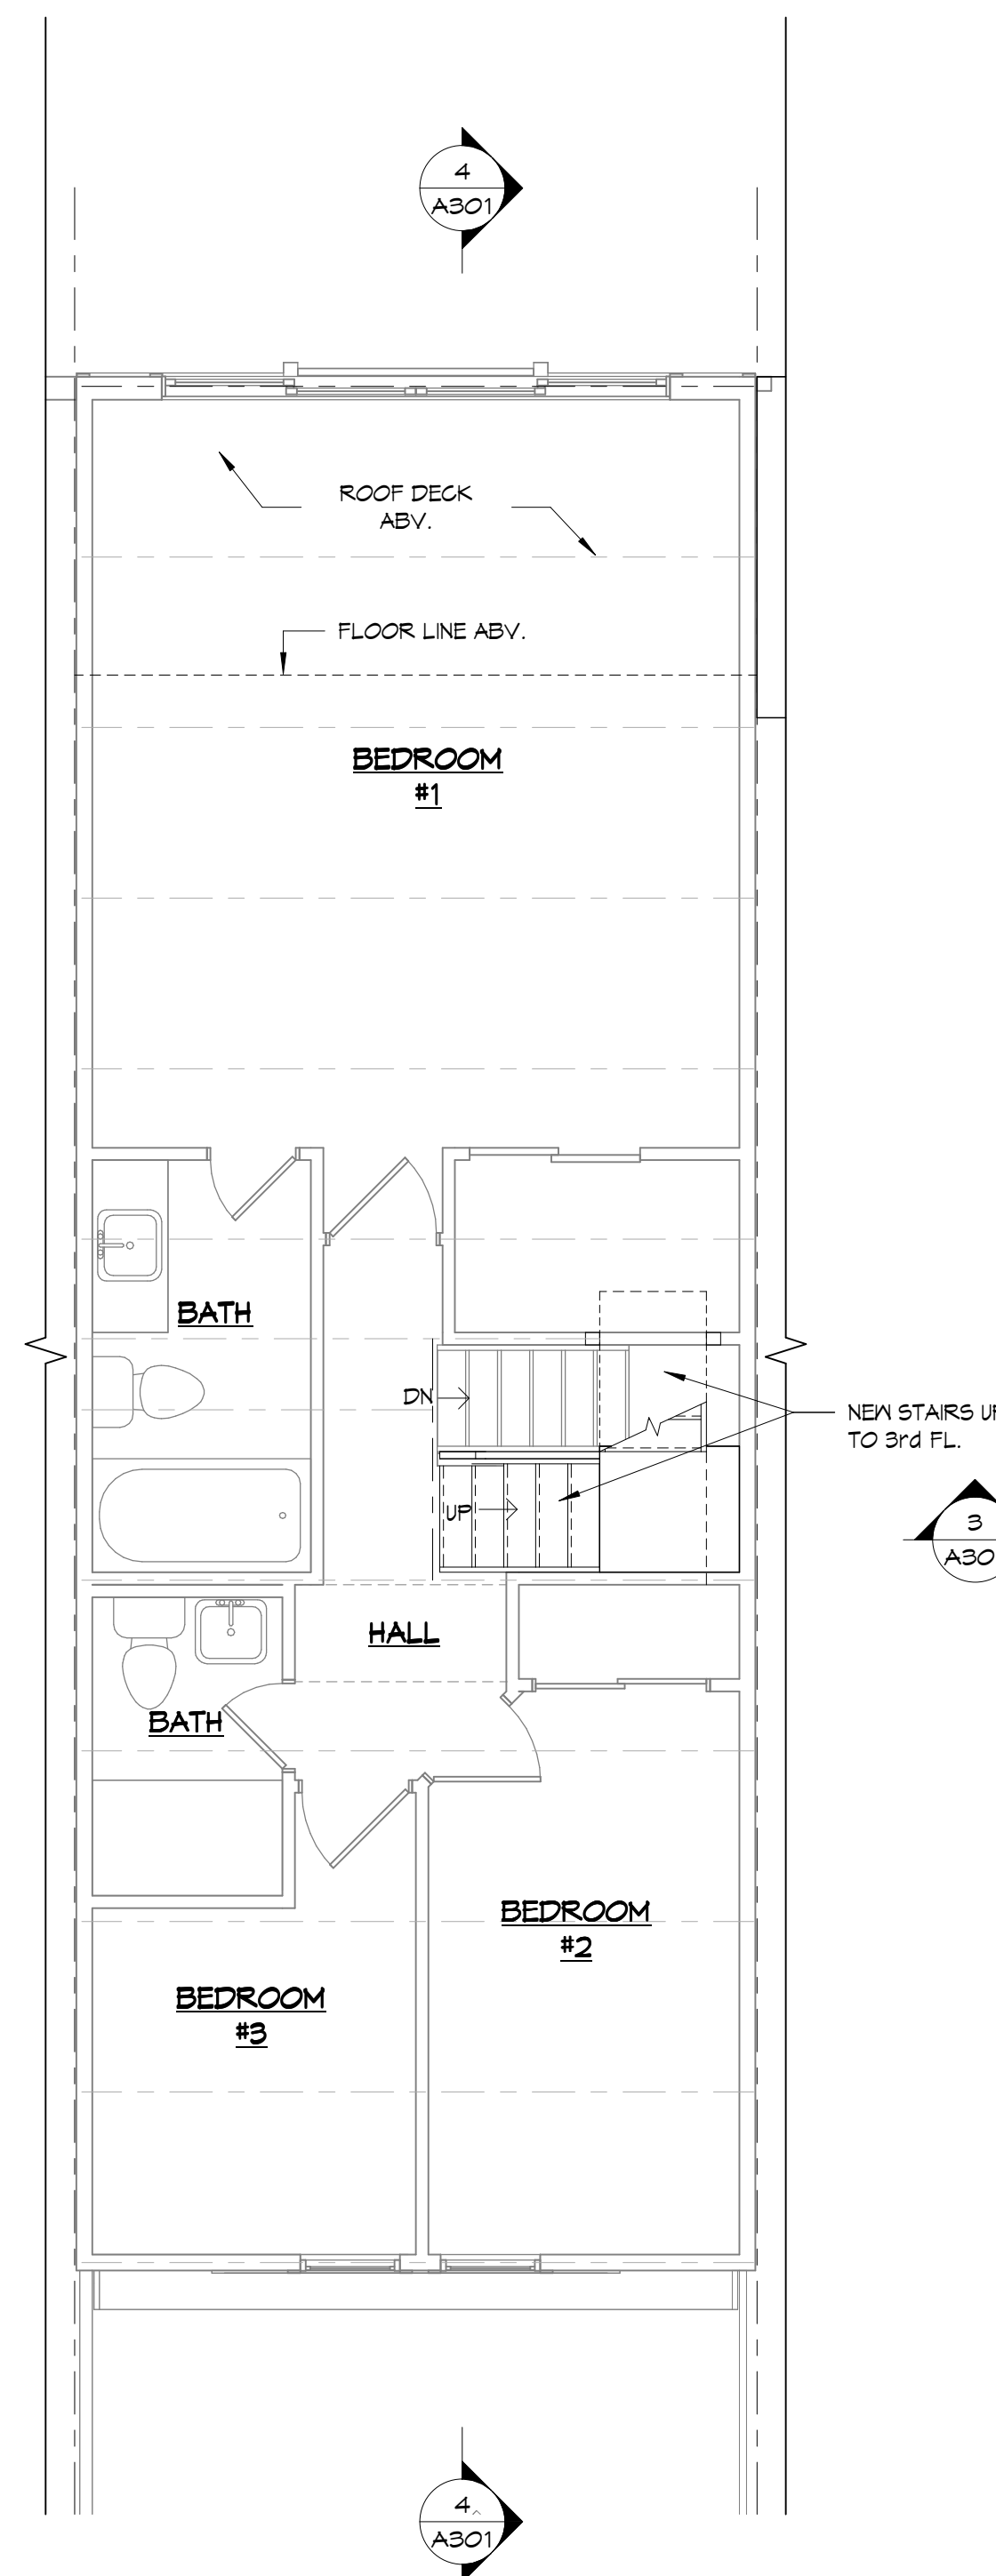 4
A301
ROOF DECK
ABV.
FLOOR LINE ABV.
BEDROOM
#1
BATH
DN
NEW STAIRS
TO 3rd FL.
UP
3
HALL
BATH
BEDROOM
#2
BEDROOM
#3
4
A301